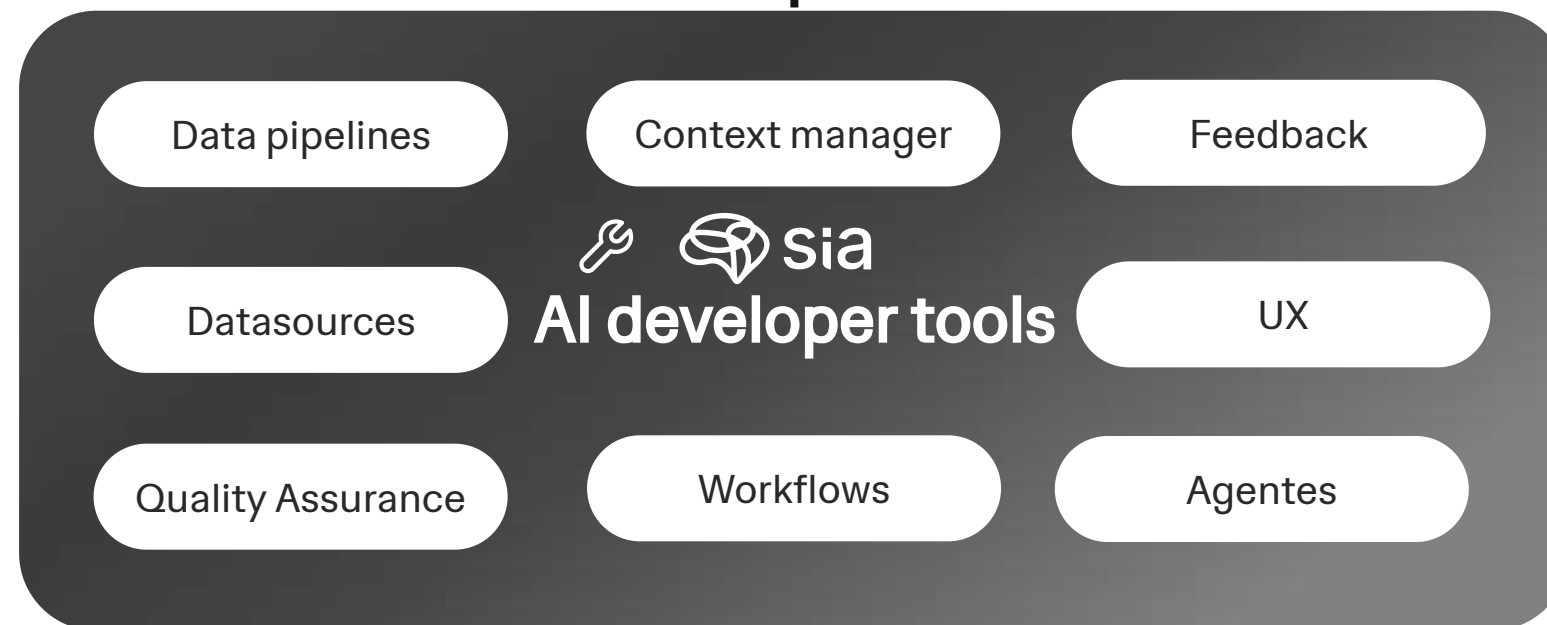 Data pipelines
Context manager
Feedback
sia
Datasources
AI developer tools
UX
Quality Assurance
Workflows
Agentes